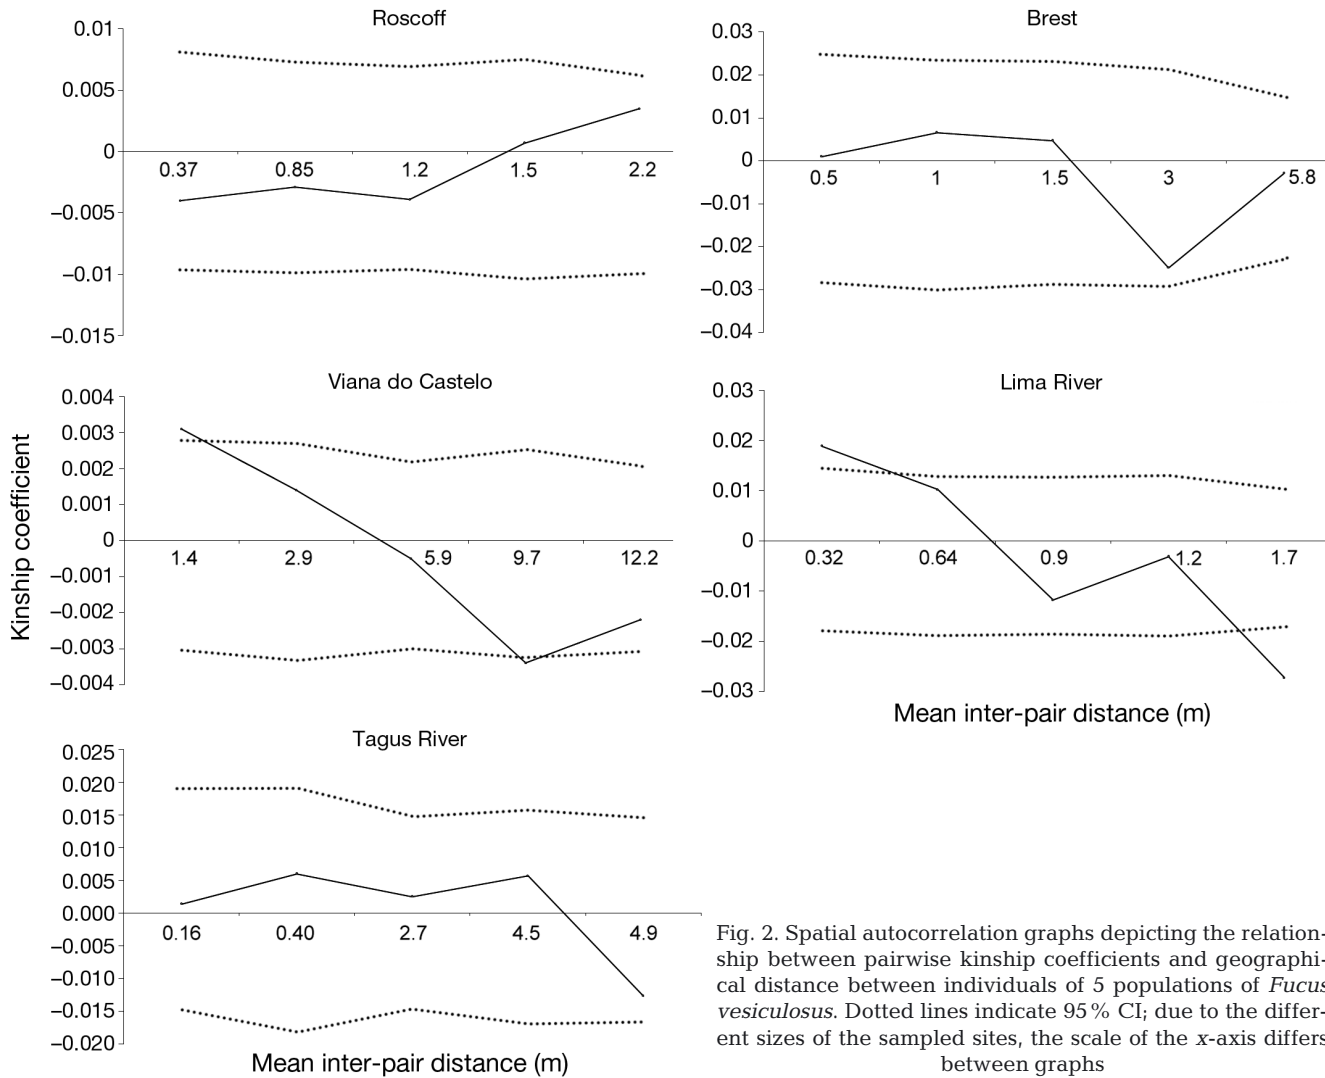 Roscoff
0.01
0.005
0
−0.005
−0.01
−0.015
0.37 0.85 1.2 1.5 2.2
Brest
0.03
0.02
0.01
0
−0.01
−0.02
−0.03
−0.04
0.5 1 1.5 3 5.8
Kinship coefficient
Viana do Castelo
0.004
0.003
0.002
0.001
0
−0.001
−0.002
−0.003
−0.004
1.4 2.9 5.9 9.7 12.2
Lima River
0.03
0.02
0.01
0
−0.01
−0.02
−0.03
0.32 0.64 0.9 1.2 1.7
Mean inter-pair distance (m)
Tagus River
0.025
0.020
0.015
0.010
0.005
0.000
−0.005
−0.010
−0.015
−0.020
0.16 0.40 2.7 4.5 4.9
Mean inter-pair distance (m)
Fig. 2. Spatial autocorrelation graphs depicting the relation-
ship between pairwise kinship coefficients and geographi-
cal distance between individuals of 5 populations of Fucus
vesiculosus. Dotted lines indicate 95% CI; due to the differ-
ent sizes of the sampled sites, the scale of the x-axis differs
between graphs